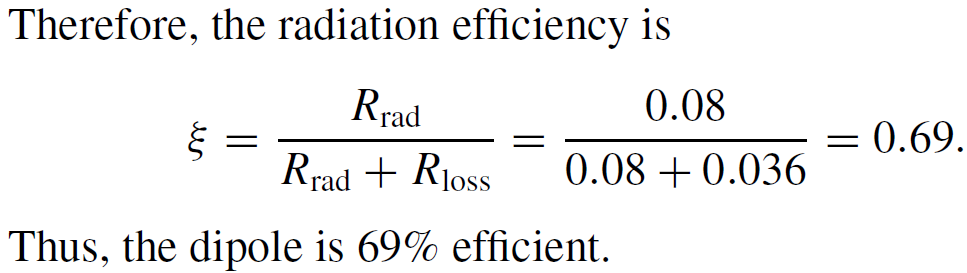 Therefore, the radiation efficiency is
ξ = R_rad / (R_rad + R_loss) = 0.08 / (0.08 + 0.036) = 0.69.
Thus, the dipole is 69% efficient.